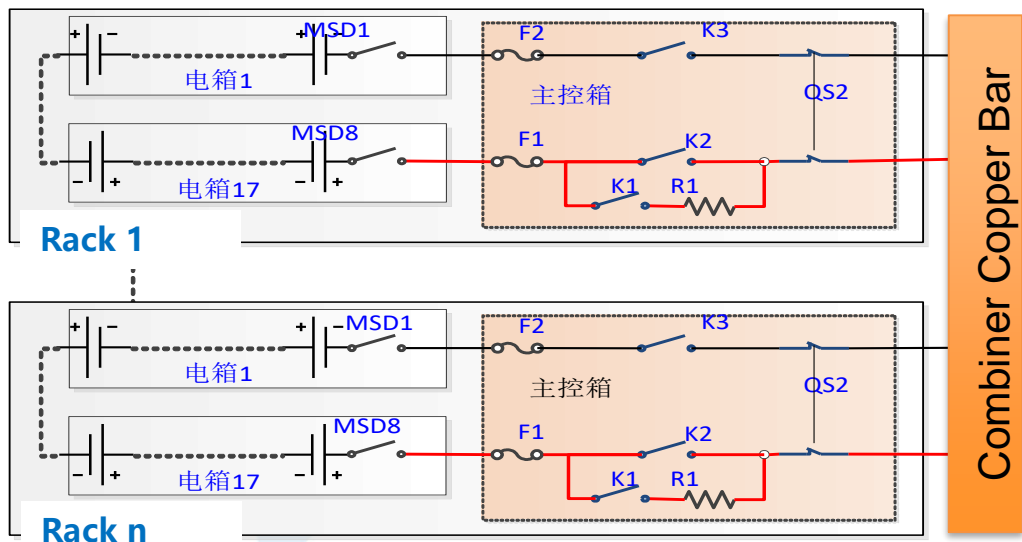 MSD1
F2
K3
电箱1
主控箱
QS2
MSD8
F1
K2
电箱17
K1
R1
Rack 1
MSD1
F2
K3
电箱1
主控箱
QS2
MSD8
F1
K2
电箱17
K1
R1
Rack n
Combiner Copper Bar